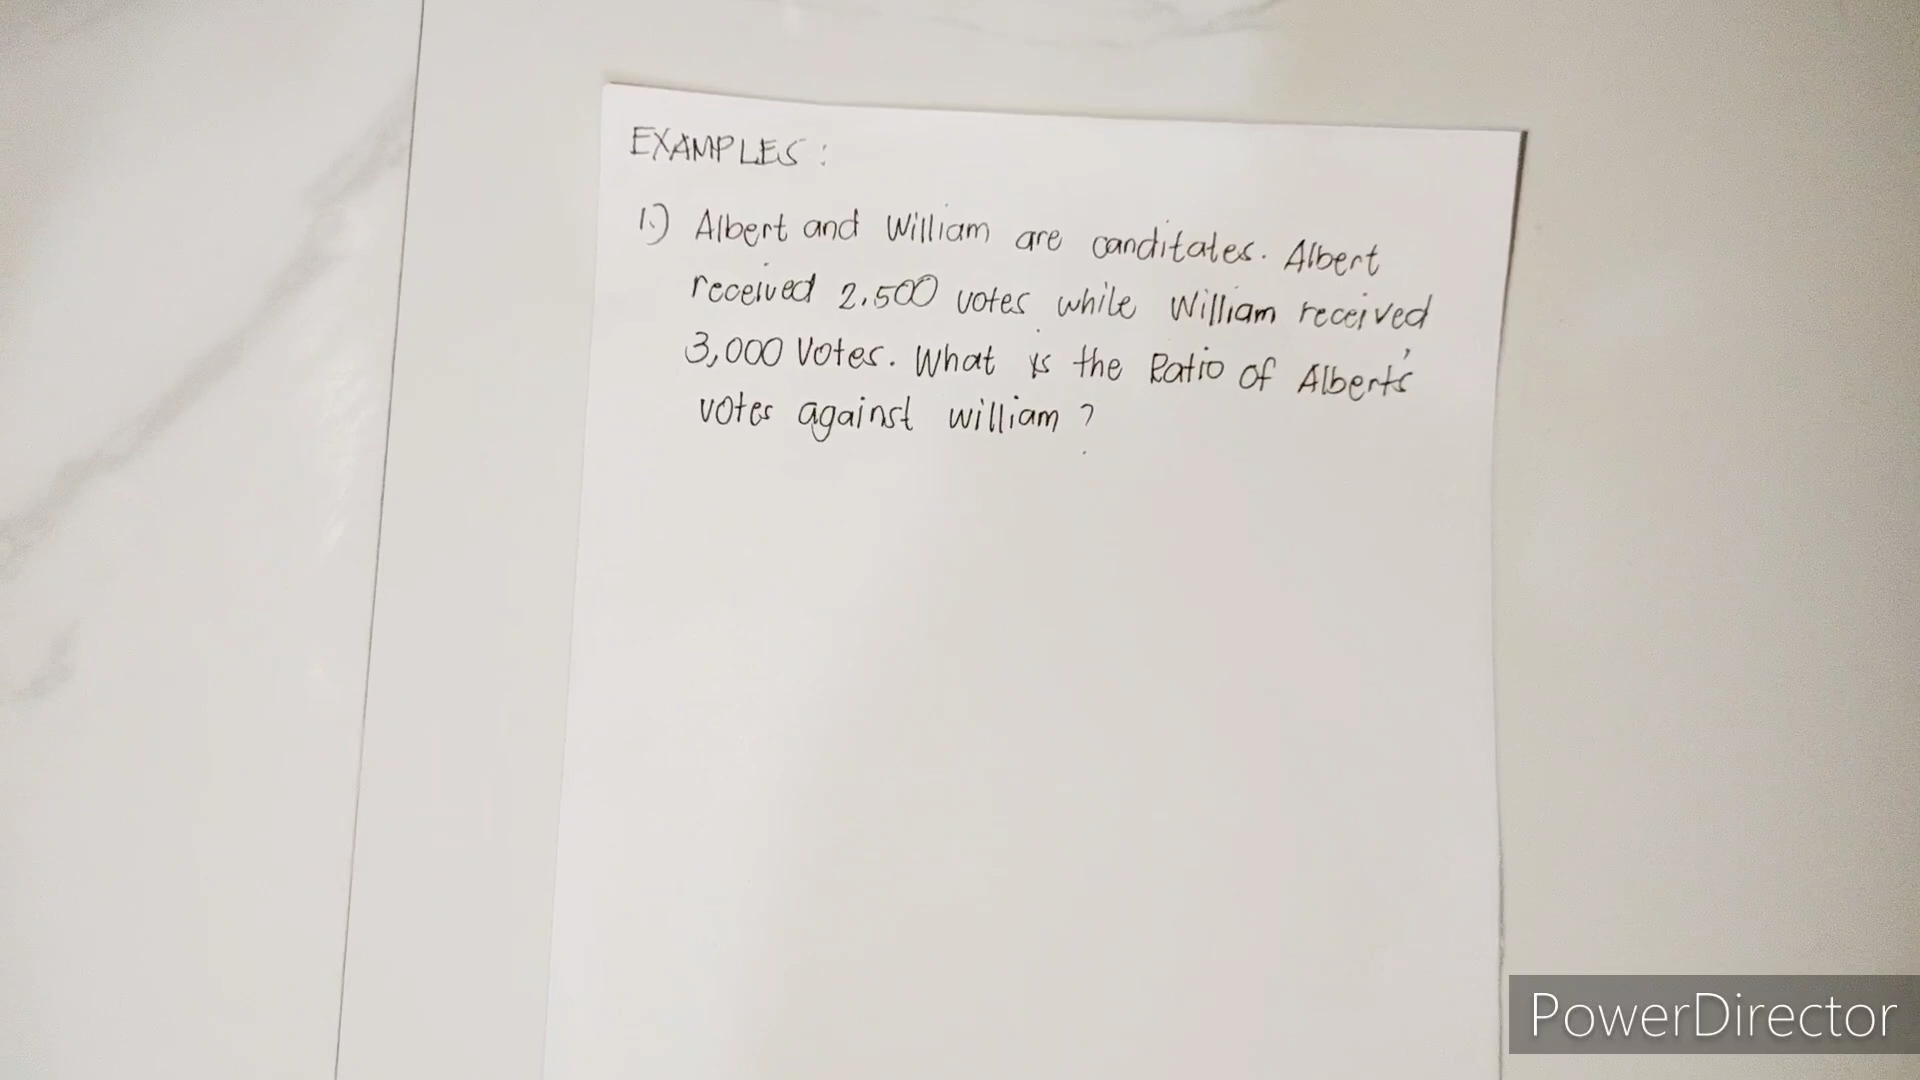 EXAMPLES :
1.) Albert and William are canditates. Albert
received 2,500 votes while William received
3,000 Votes. What is the Ratio of Albert's
votes against william ?
PowerDirector